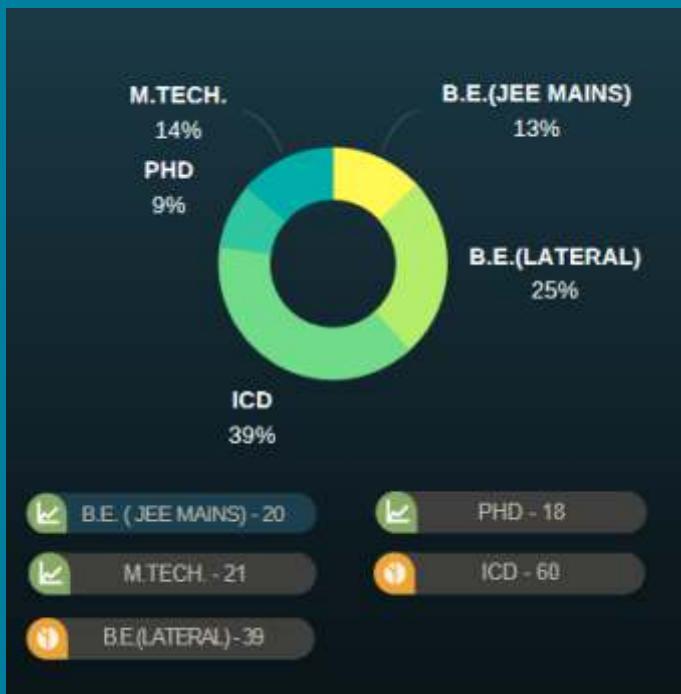 M.TECH.
14%
B.E.(JEE MAINS)
13%
PHD
9%
B.E.(LATERAL)
25%
ICD
39%
B.E. ( JEE MAINS) - 20
PHD - 18
M.TECH. - 21
ICD - 60
B.E.(LATERAL) - 39